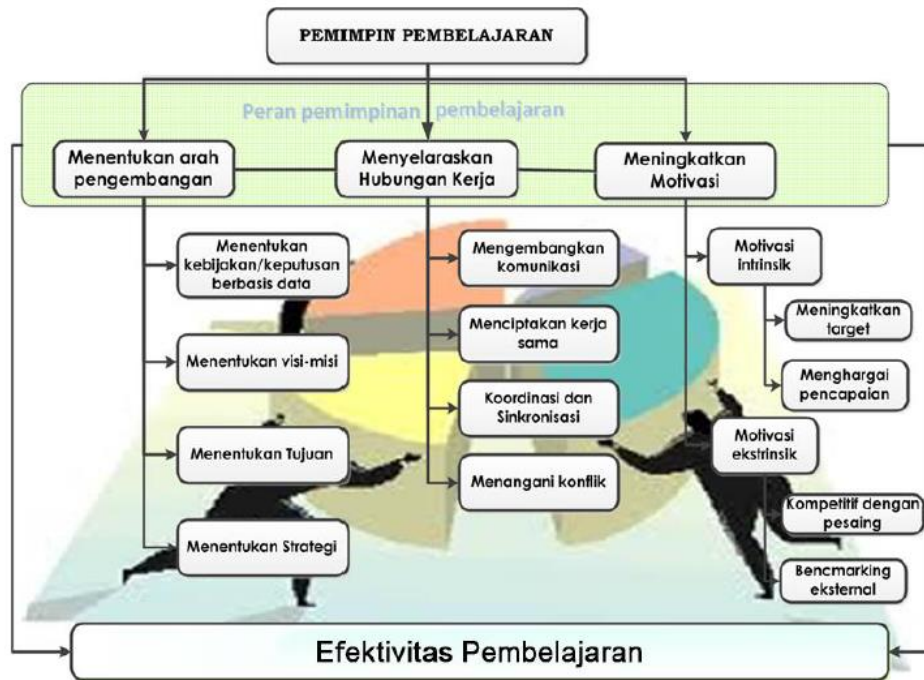 PEMIMPIN PEMBELAJARAN
Peran pemimpinan pembelajaran
Menentukan arah
pengembangan
Menyelaraskan
Hubungan Kerja
Meningkatkan
Motivasi
Menentukan
kebijakan/keputusan
berbasis data
Menentukan visi-misi
Menentukan Tujuan
Menentukan Strategi
Mengembangkan
komunikasi
Menciptakan kerja
sama
Koordinasi dan
Sinkronisasi
Menangani konflik
Motivasi
intrinsik
Meningkatkan
target
Menghargai
pencapaian
Motivasi
ekstrinsik
Kompetitif dengan
pesaing
Bencmarking
eksternal
Efektivitas Pembelajaran